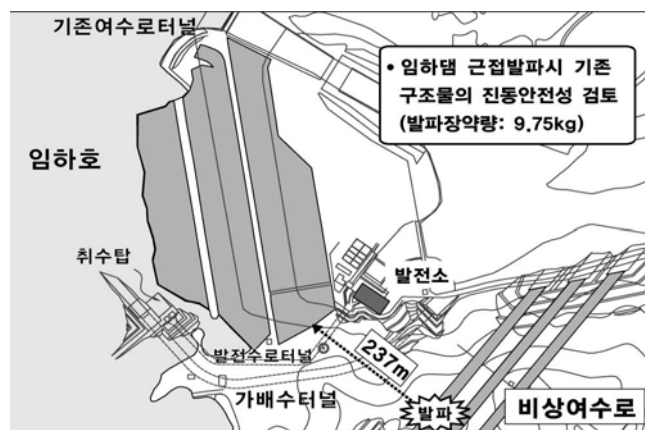 기존여수로터널
• 임하댐 근접발파시 기존
구조물의 진동안전성 검토
(발파장약량: 9.75kg)
임하호
취수탑
발전소
발전수로터널
237m
가배수터널
발파
비상여수로